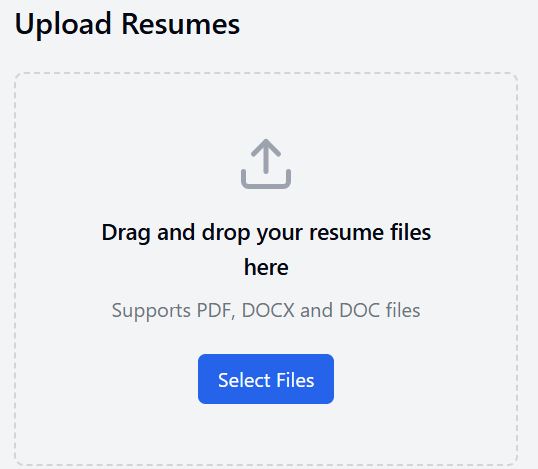 Upload Resumes
Drag and drop your resume files
here
Supports PDF, DOCX and DOC files
Select Files